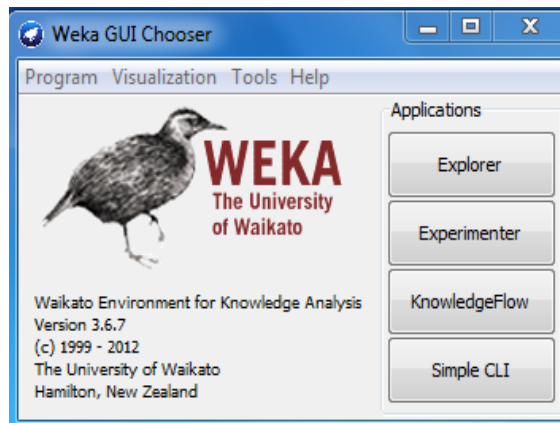 Weka GUI Chooser
Program Visualization Tools Help
WEKA
The University
of Waikato
Waikato Environment for Knowledge Analysis
Version 3.6.7
(c) 1999 - 2012
The University of Waikato
Hamilton, New Zealand
Applications
Explorer
Experimenter
KnowledgeFlow
Simple CLI